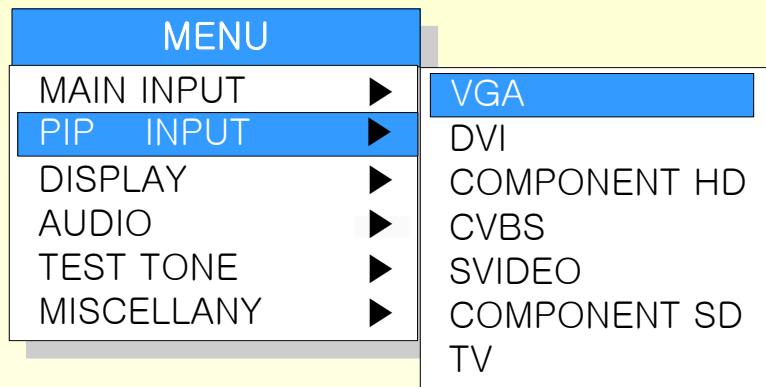 MENU
MAIN INPUT ▶
PIP INPUT ▶
DISPLAY ▶
AUDIO ▶
TEST TONE ▶
MISCELLANY ▶
VGA
DVI
COMPONENT HD
CVBS
SVIDEO
COMPONENT SD
TV